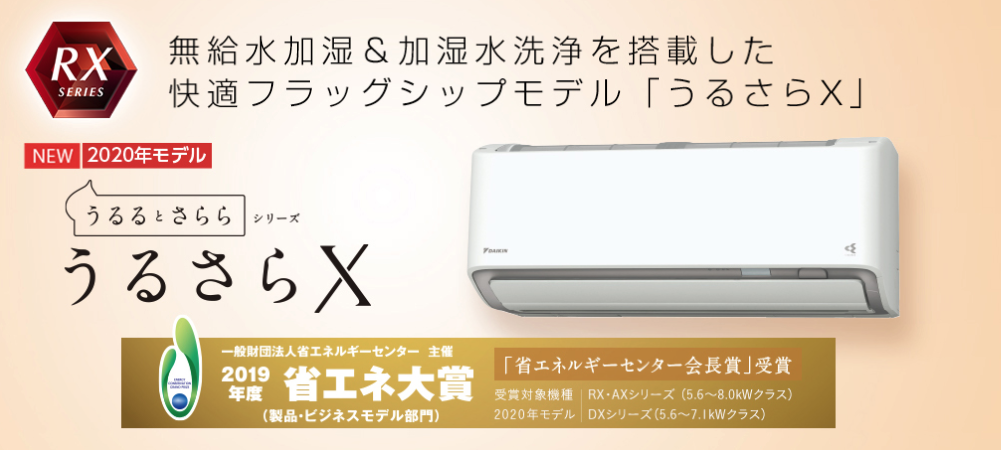 RX
SERIES
無給水加湿&加湿水洗浄を搭載した
快適フラッグシップモデル「うるさらX」
NEW 2020年モデル
うるるとさらら シリーズ
うるさらX
DAIKIN
一般財団法人省エネルギーセンター 主催
2019年度 省エネ大賞
(製品・ビジネスモデル部門)
「省エネルギーセンター会長賞」受賞
受賞対象機種 RX・AXシリーズ(5.6〜8.0kWクラス)
2020年モデル DXシリーズ(5.6〜7.1kWクラス)